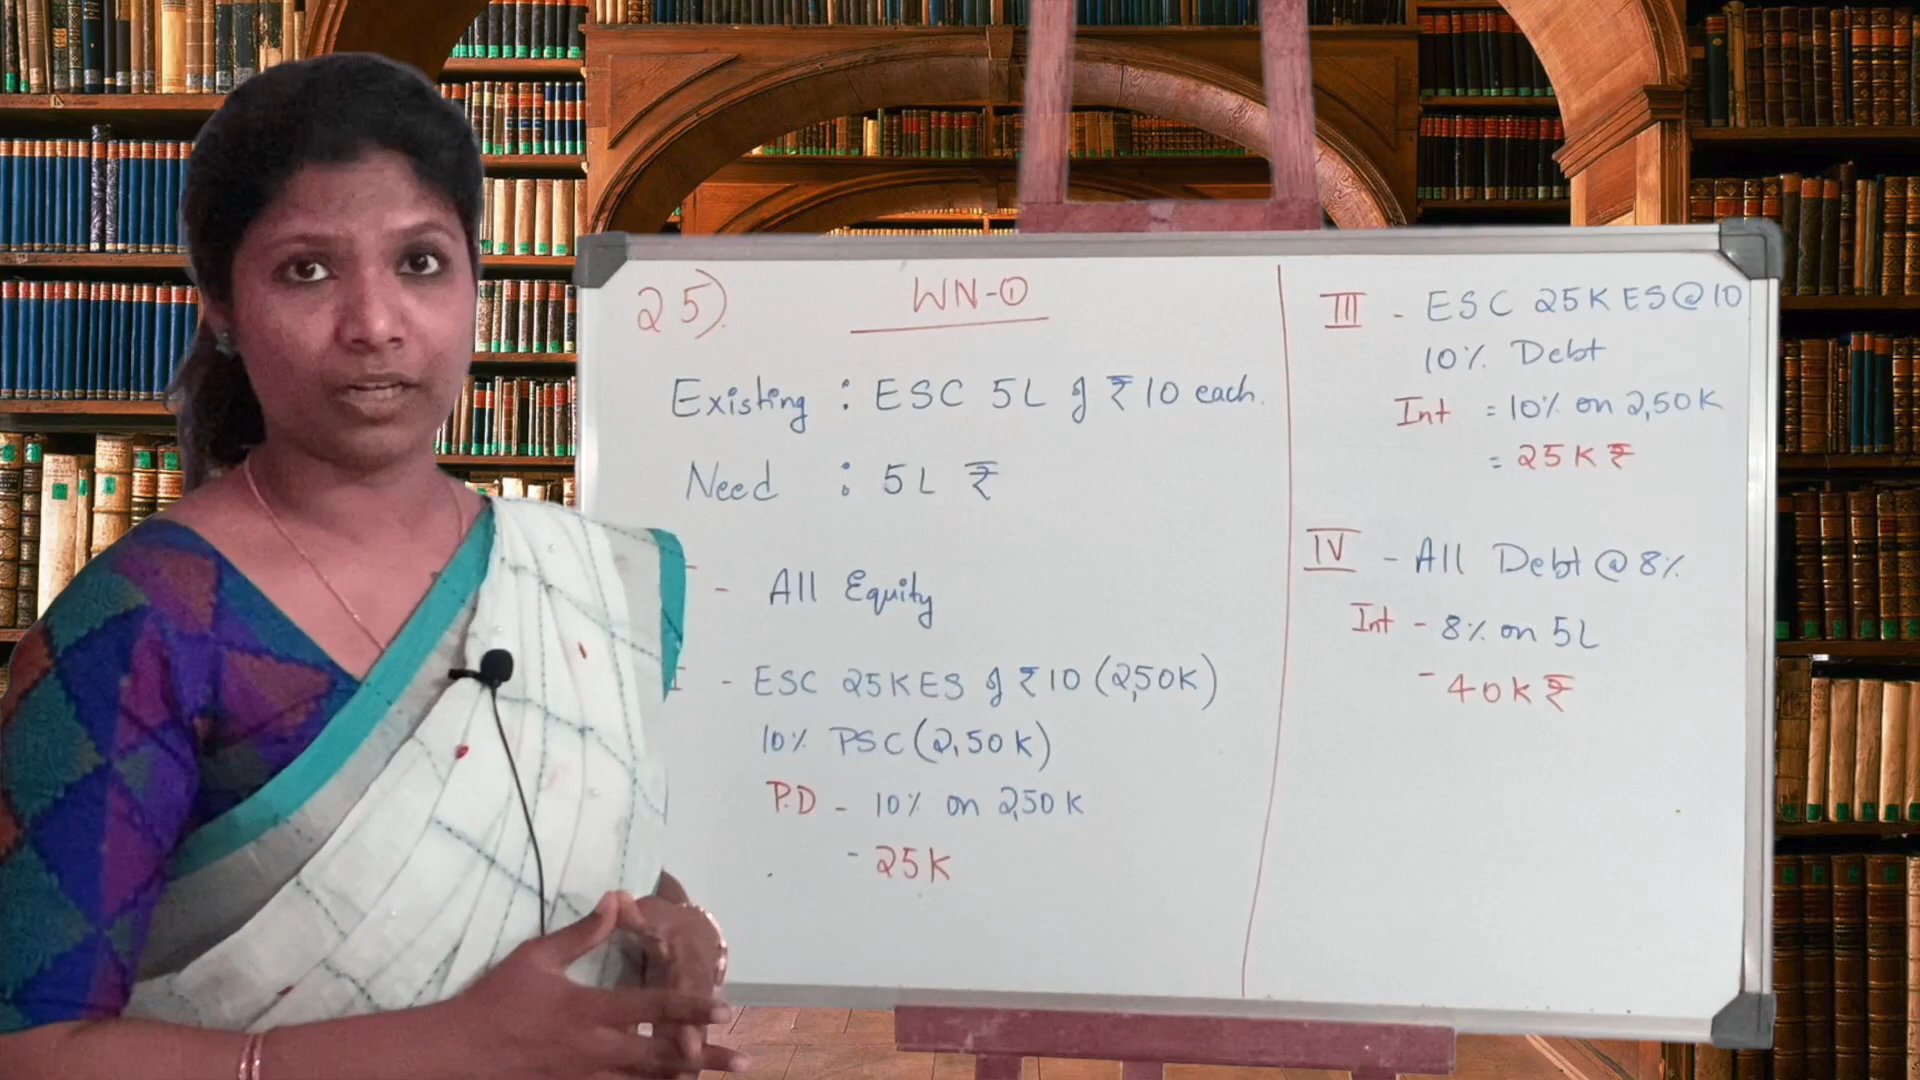 25)
WN-①
Existing : ESC 5L of ₹10 each.
Need : 5L ₹
- All Equity
I - ESC 25K ES of ₹10 (2,50K)
10% PSC (2,50K)
P.D - 10% on 2,50K
- 25K
III - ESC 25K ES @ 10
10% Debt
Int = 10% on 2,50K
= 25K ₹
IV - All Debt @ 8%
Int - 8% on 5L
- 40K ₹